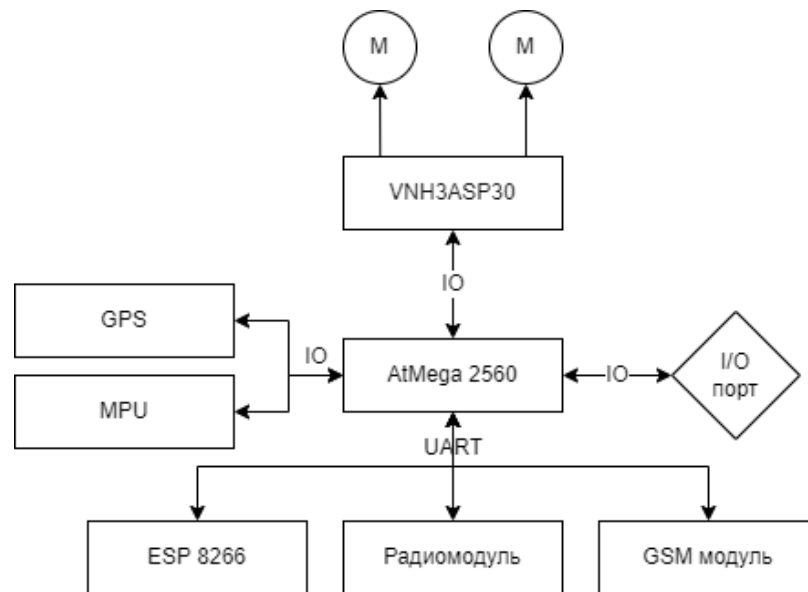 M
M
VNH3ASP30
IO
GPS
IO
AtMega 2560
IO
I/O
порт
MPU
UART
ESP 8266
Радиомодуль
GSM модуль